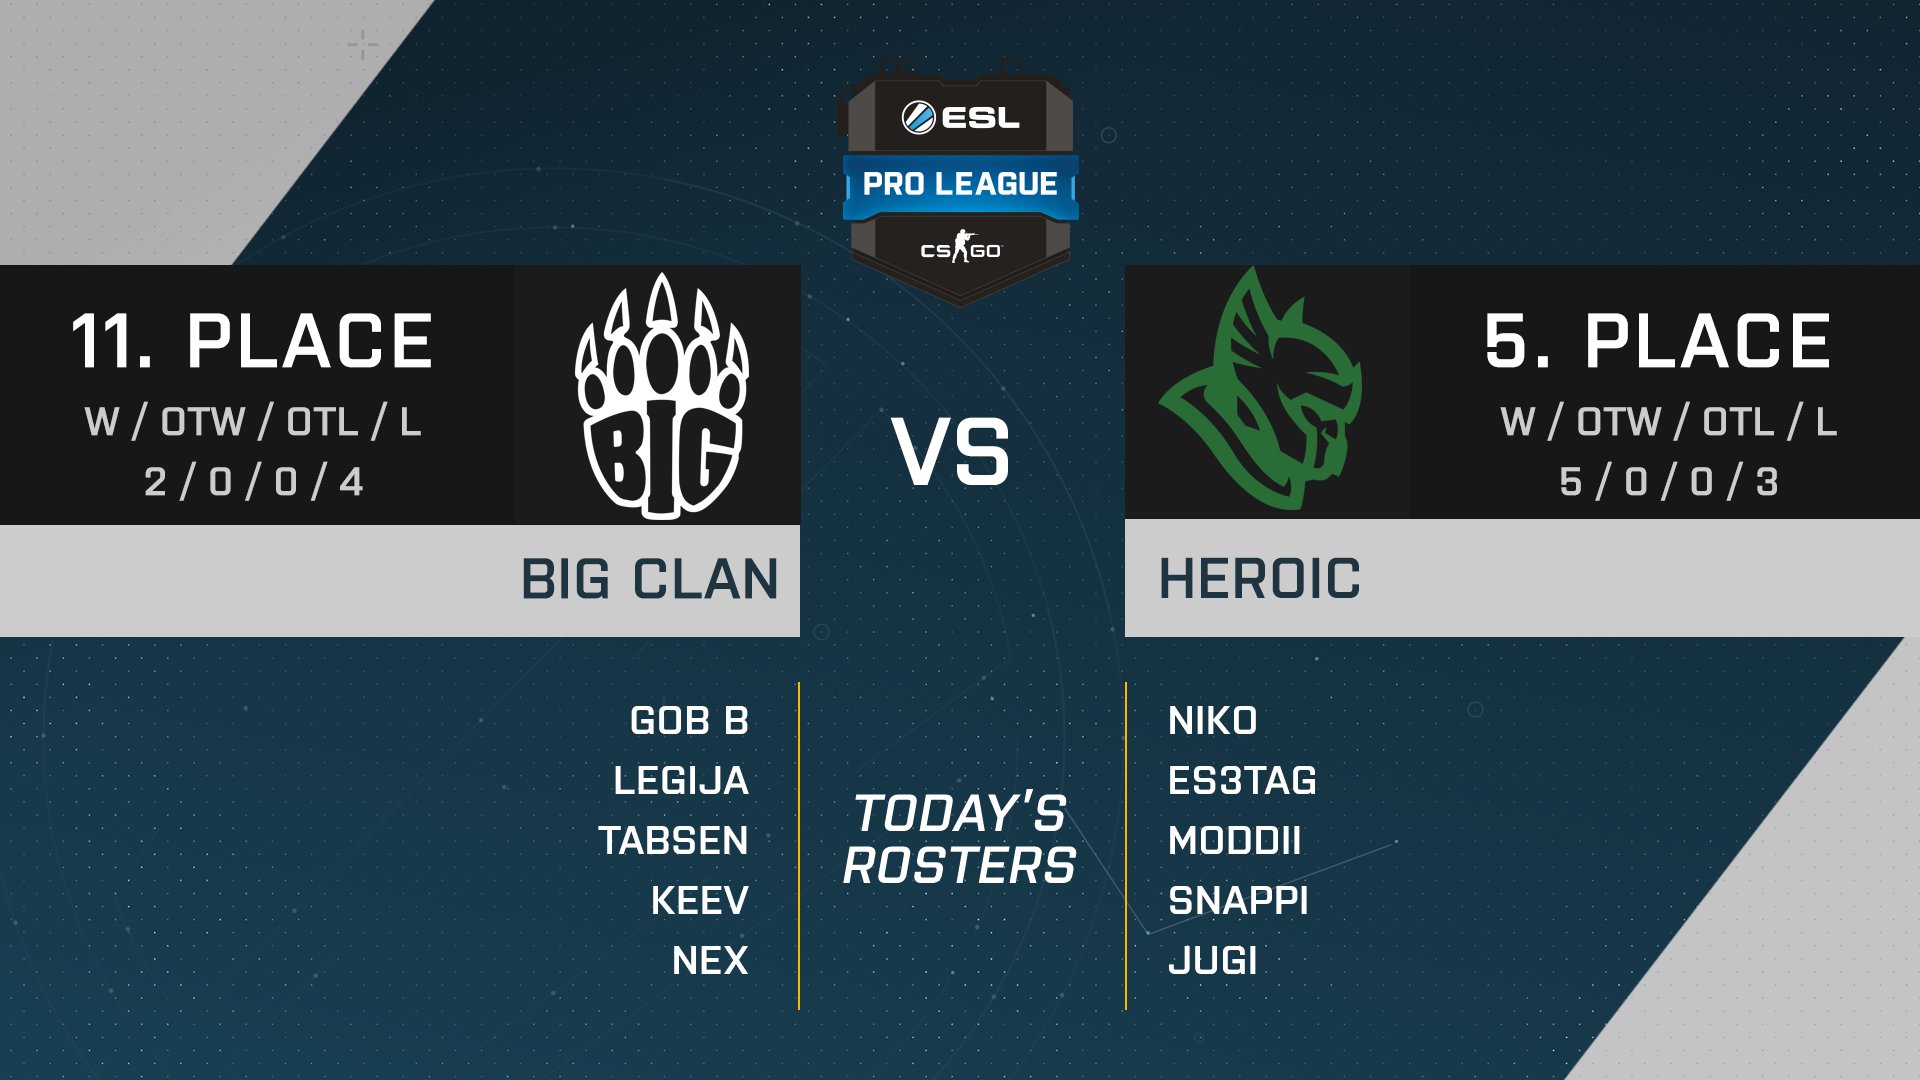 ESL
PRO LEAGUE
CS GO
11. PLACE
W / OTW / OTL / L
2 / 0 / 0 / 4
BIG
VS
5. PLACE
W / OTW / OTL / L
5 / 0 / 0 / 3
BIG CLAN
HEROIC
GOB B
LEGIJA
TABSEN
KEEV
NEX
TODAY'S
ROSTERS
NIKO
ES3TAG
MODDII
SNAPPI
JUGI